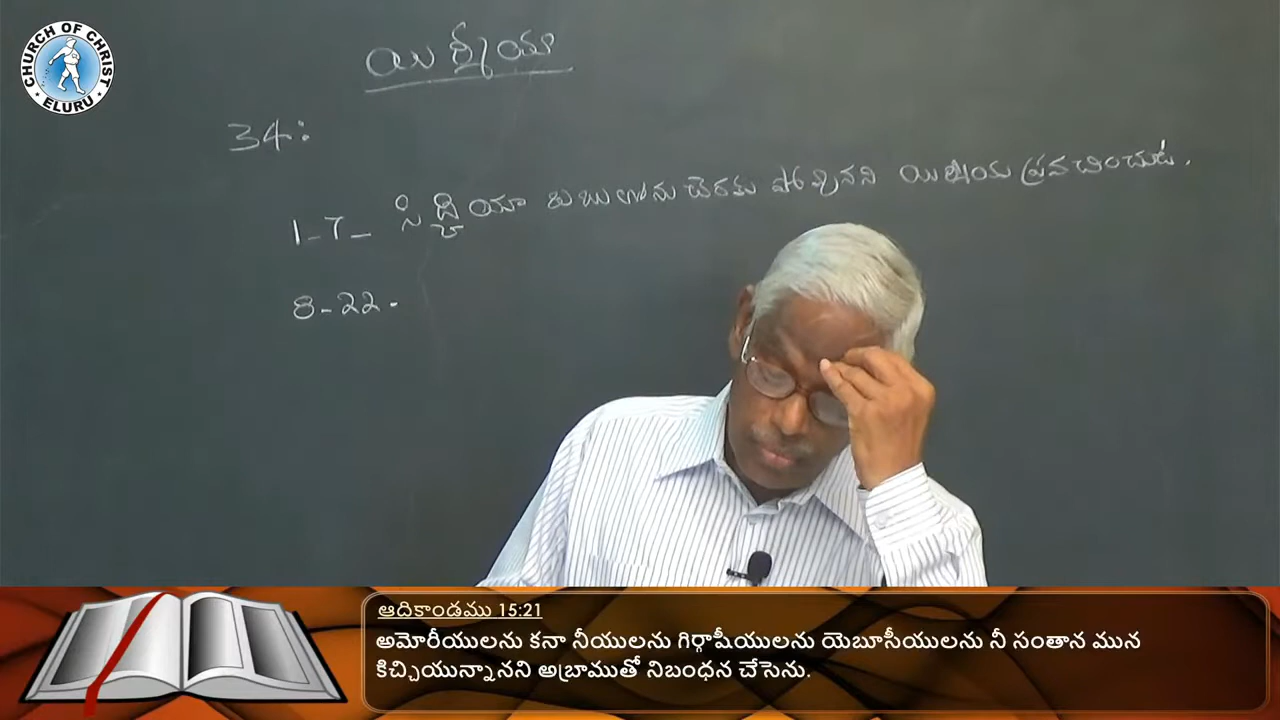 CHURCH OF CHRIST
ELURU
యిర్మీయా
34:
1-7- సిద్కియా బబులోను చెరకు పోవునని యిర్మీయ ప్రవచించుట.
8-22-
ఆదికాండము 15:21
అమోరీయులను కనా నీయులను గిర్గాషీయులను యెబూసీయులను నీ సంతాన మున
కిచ్చియున్నానని అబ్రాముతో నిబంధన చేసెను.